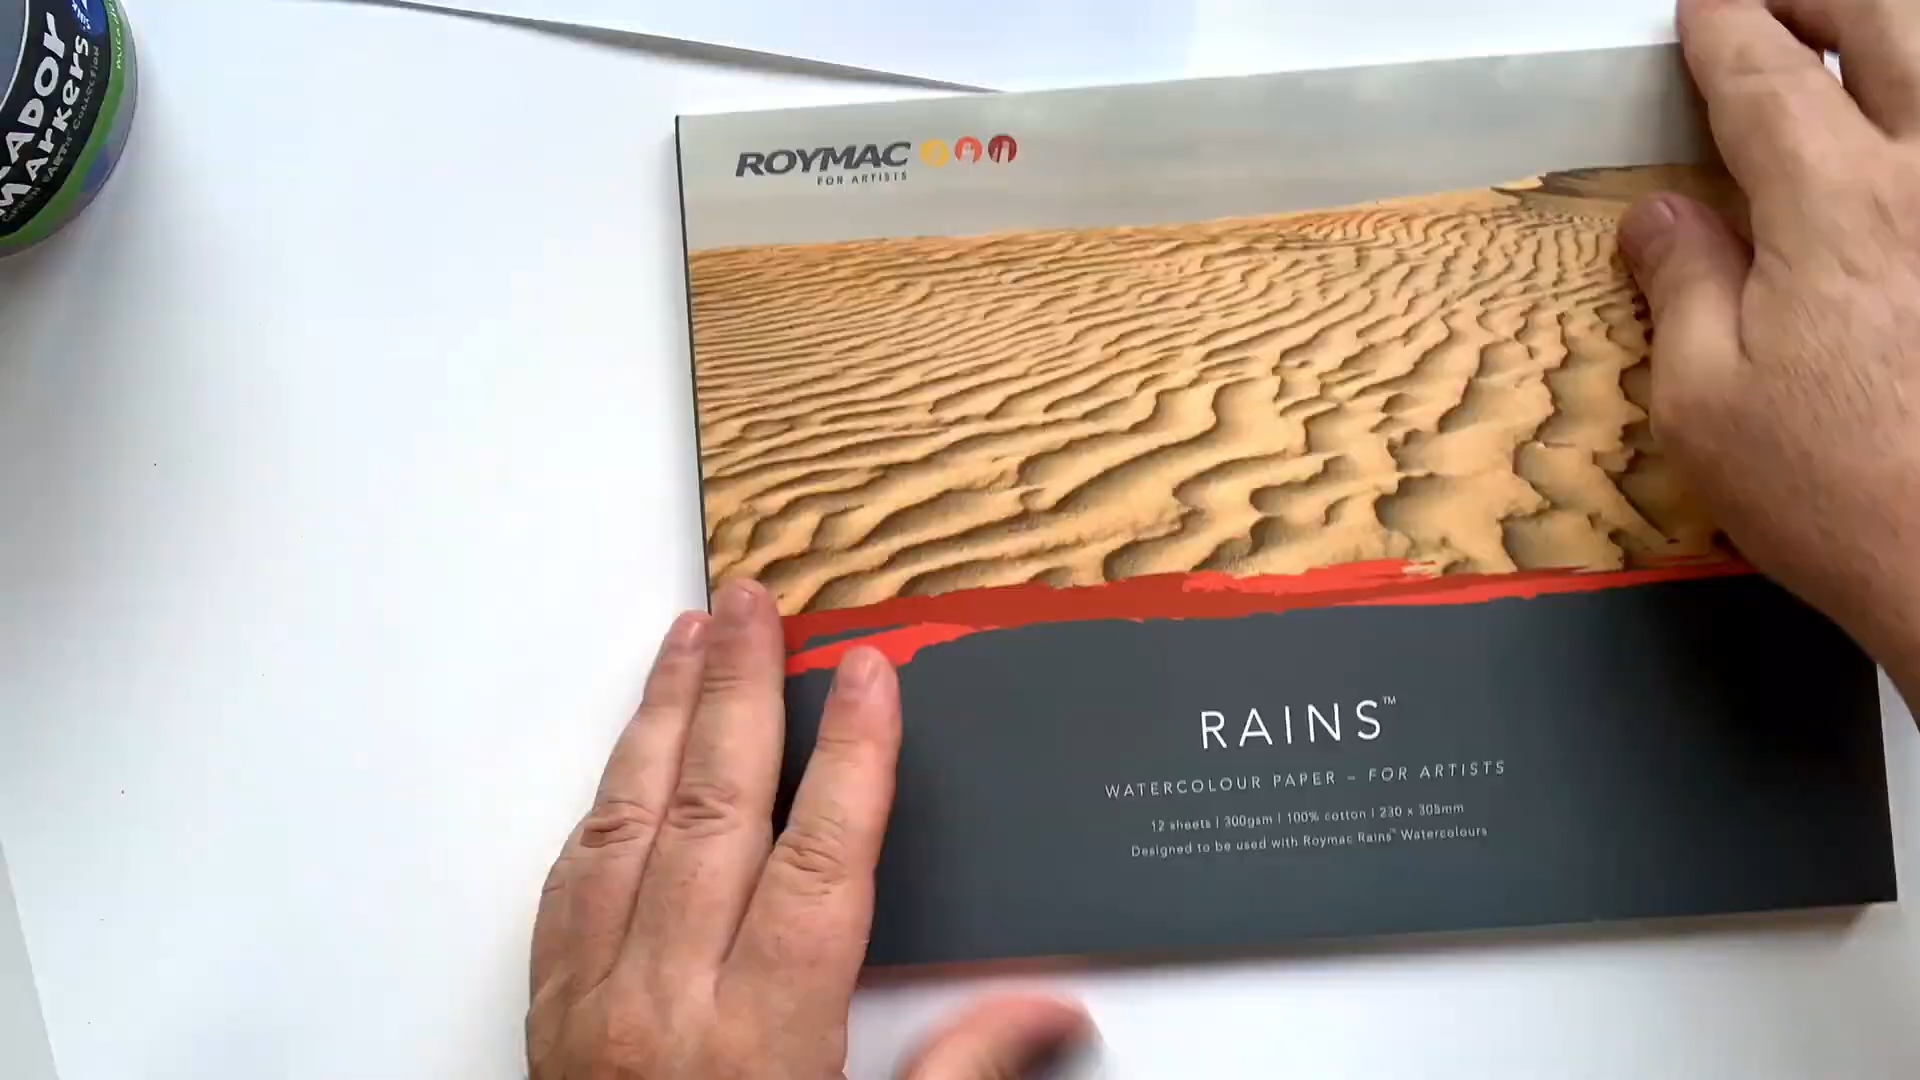 Markers
ROYMAC
FOR ARTISTS
RAINS™
WATERCOLOUR PAPER – FOR ARTISTS
12 sheets | 300gsm | 100% cotton | 230 x 305mm
Designed to be used with Roymac Rains™ Watercolours